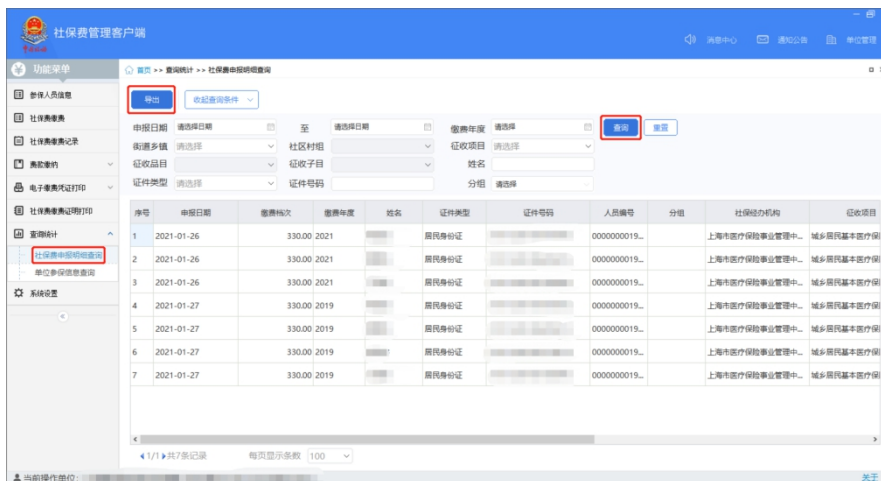 社保费管理客户端
消息中心 通知公告 单位管理
功能菜单
首页 >> 查询统计 >> 社保费申报明细查询
参保人员信息
社保费缴费
社保费缴费记录
费款缴纳
电子缴费凭证打印
社保费缴费证明打印
查询统计
社保费申报明细查询
单位参保信息查询
系统设置
导出 收起查询条件
申报日期 请选择日期 至 请选择日期 缴费年度 请选择 查询 重置
街道乡镇 请选择 社区村组 征收项目 请选择
征收品目 征收子目 姓名
证件类型 请选择 证件号码 分组 请选择
序号 申报日期 缴费档次 缴费年度 姓名 证件类型 证件号码 人员编号 分组 社保经办机构 征收项目
1 2021-01-26 330.00 2021 居民身份证 0000000019... 上海市医疗保险事业管理中... 城乡居民基本医疗保
2 2021-01-26 330.00 2021 居民身份证 0000000019... 上海市医疗保险事业管理中... 城乡居民基本医疗保
3 2021-01-26 330.00 2021 居民身份证 0000000019... 上海市医疗保险事业管理中... 城乡居民基本医疗保
4 2021-01-27 330.00 2019 居民身份证 0000000019... 上海市医疗保险事业管理中... 城乡居民基本医疗保
5 2021-01-27 330.00 2019 居民身份证 0000000019... 上海市医疗保险事业管理中... 城乡居民基本医疗保
6 2021-01-27 330.00 2019 居民身份证 0000000019... 上海市医疗保险事业管理中... 城乡居民基本医疗保
7 2021-01-27 330.00 2019 居民身份证 0000000019... 上海市医疗保险事业管理中... 城乡居民基本医疗保
1/1 共7条记录 每页显示条数 100
当前操作单位: 关于